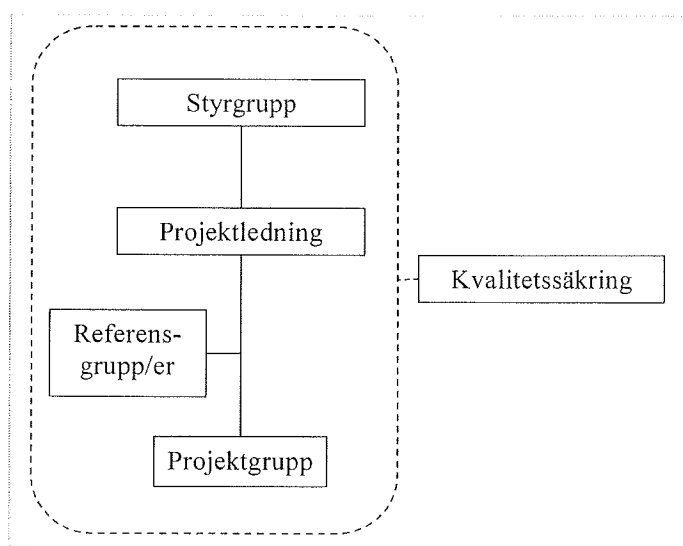 Styrgrupp
Projektledning
Kvalitetssäkring
Referens-
grupp/er
Projektgrupp